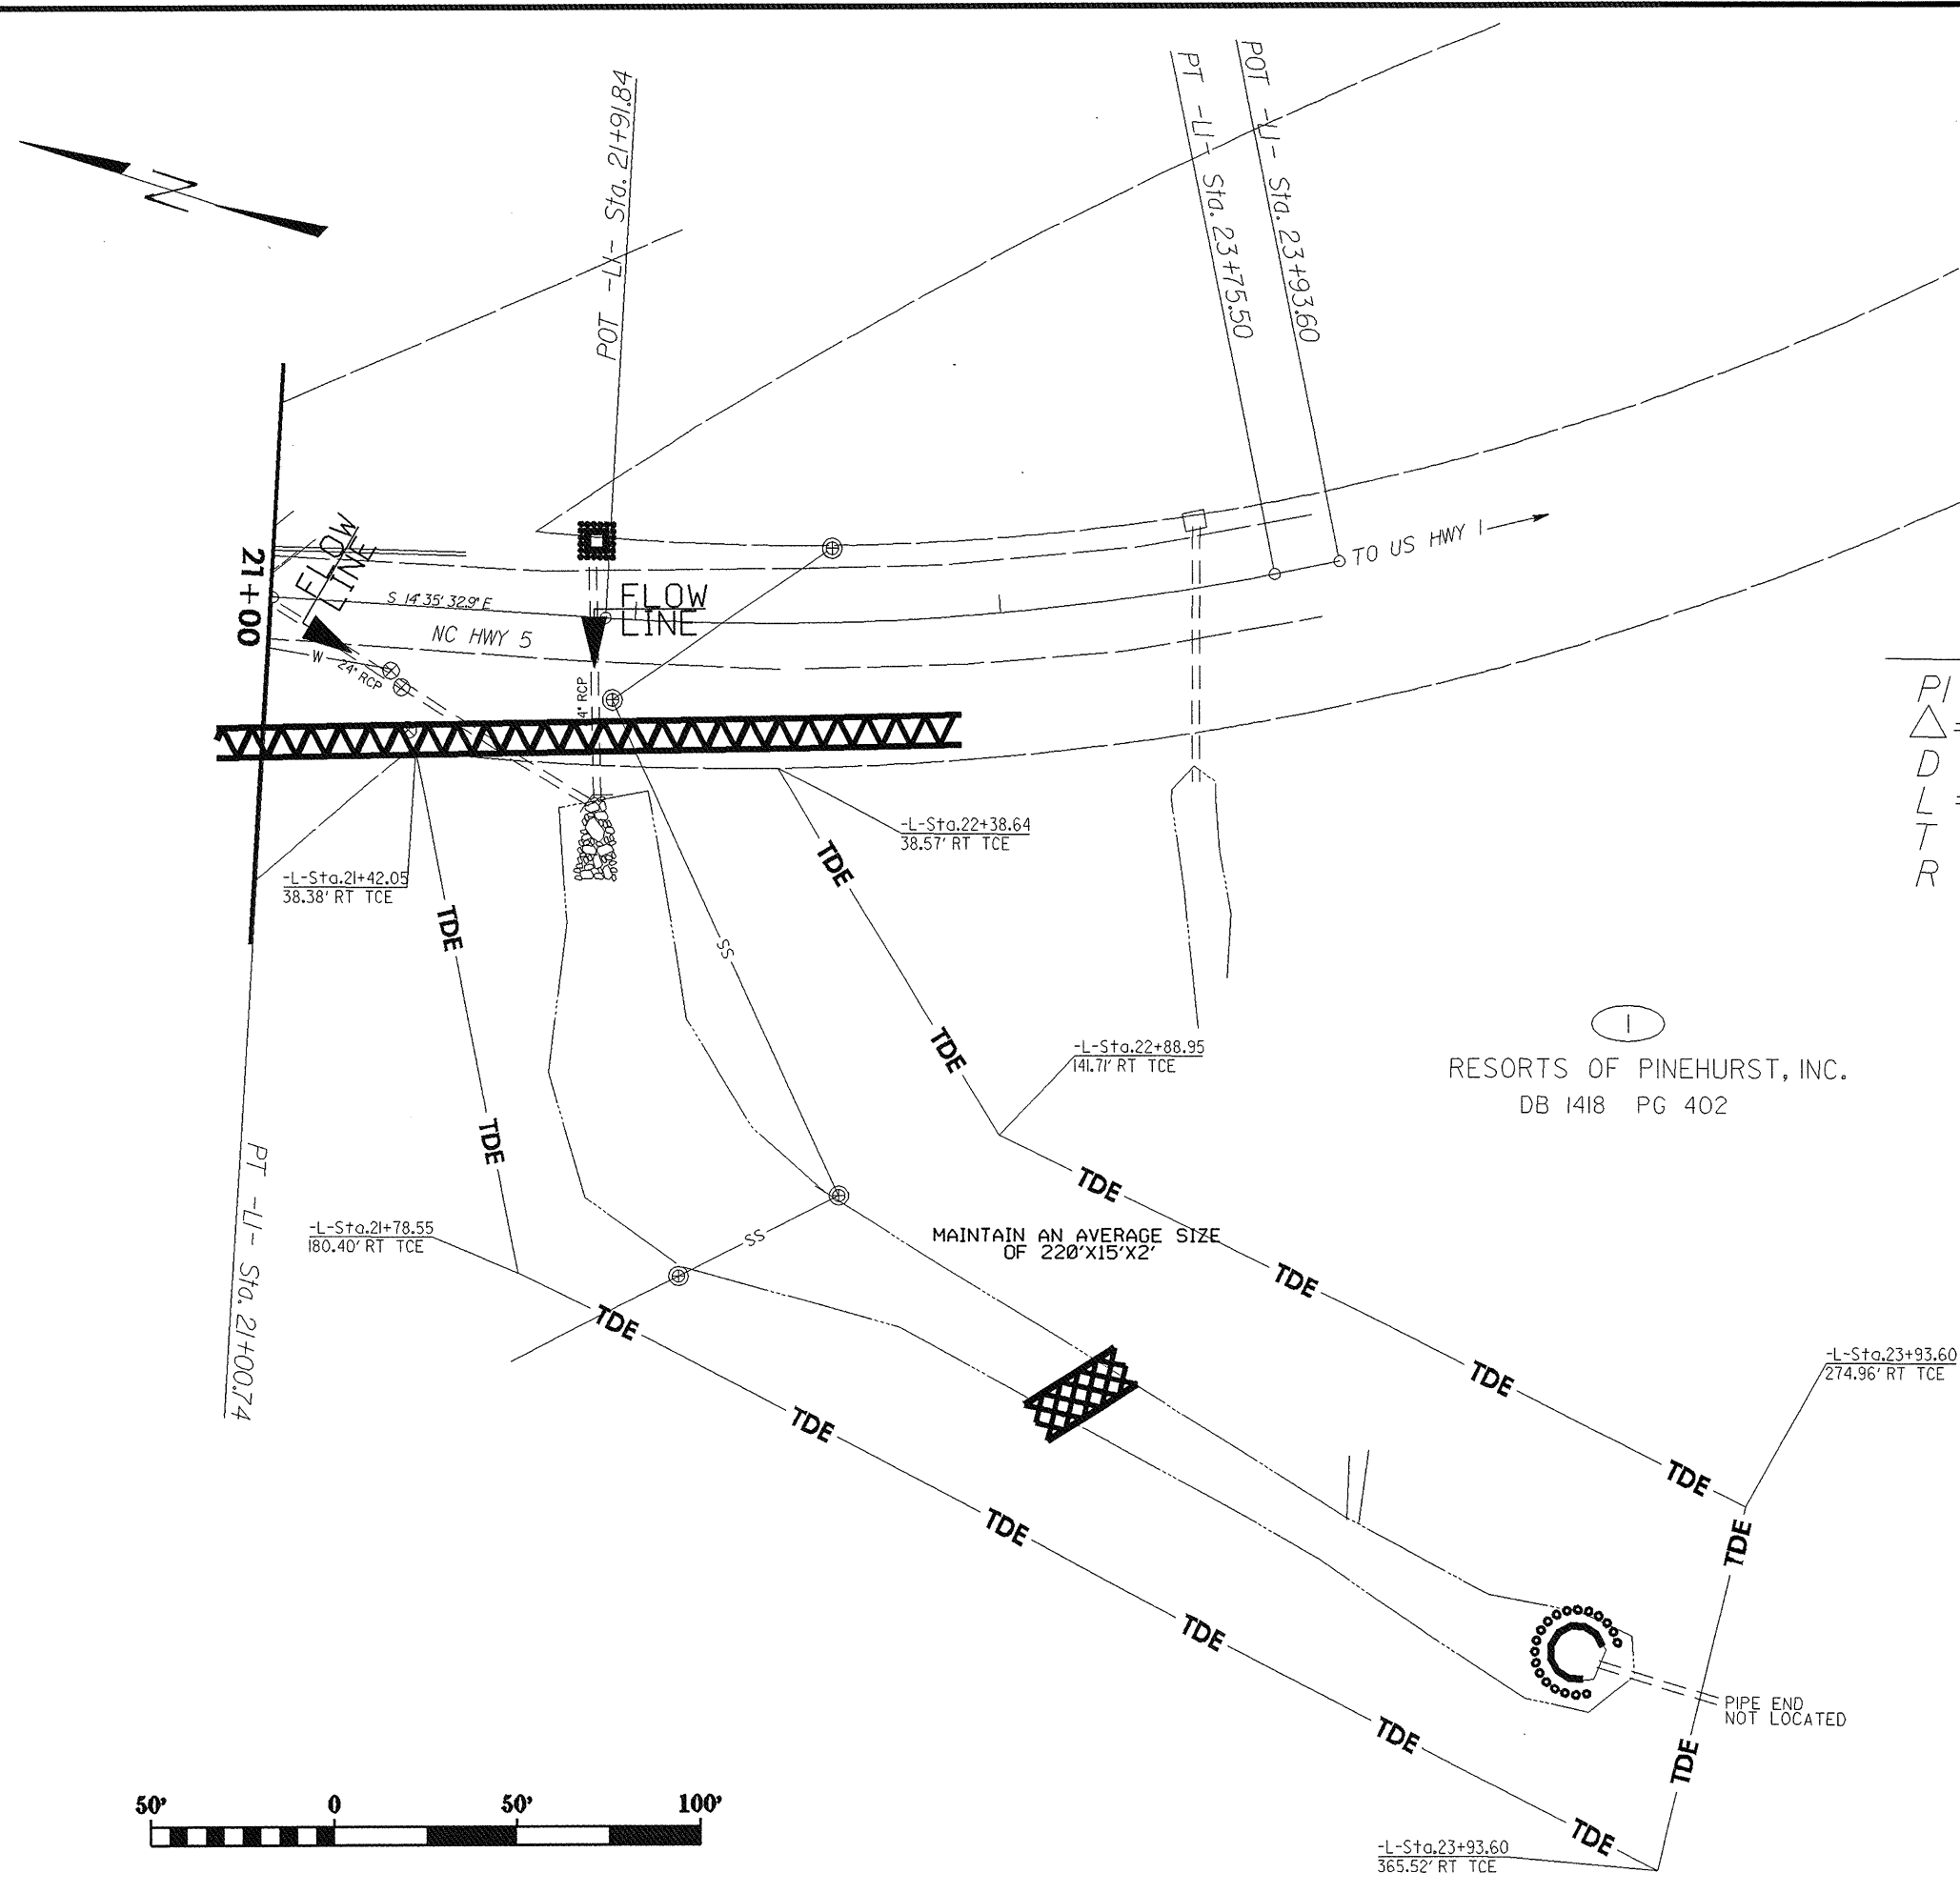 N
POT -L1- Sta. 21+91.84
PT -L1- Sta. 23+75.50
POT -L1- Sta. 23+93.60
TO US HWY 1
21+00
FLOW
LINE
S 14° 35' 32.9" E
NC HWY 5
FLOW
LINE
W
24" RCP
4" RCP
PI
△=
D
L =
T
R
-L-Sta.22+38.64
38.57' RT TCE
-L-Sta.21+42.05
38.38' RT TCE
TDE
TDE
SS
TDE
TDE
-L-Sta.22+88.95
141.71' RT TCE
1
RESORTS OF PINEHURST, INC.
DB 1418 PG 402
PT -L1- Sta. 21+00.74
-L-Sta.21+78.55
180.40' RT TCE
SS
MAINTAIN AN AVERAGE SIZE
OF 220'X15'X2'
TDE
TDE
TDE
TDE
TDE
TDE
TDE
TDE
TDE
TDE
TDE
TDE
-L-Sta.23+93.60
274.96' RT TCE
PIPE END
NOT LOCATED
50' 0 50' 100'
-L-Sta.23+93.60
365.52' RT TCE